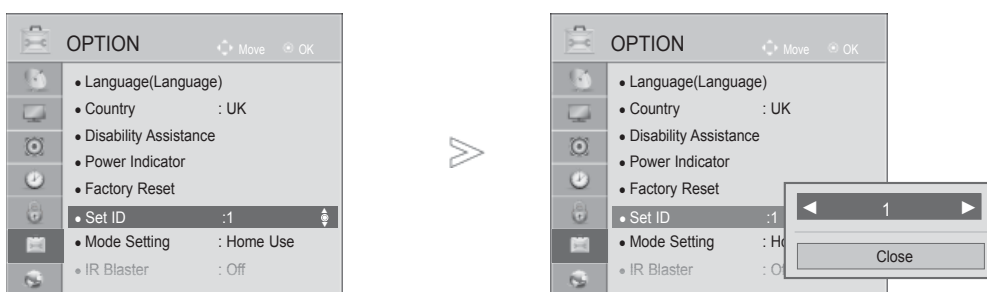 OPTION Move OK
• Language(Language)
• Country : UK
• Disability Assistance
• Power Indicator
• Factory Reset
• Set ID :1
• Mode Setting : Home Use
• IR Blaster : Off
OPTION Move OK
• Language(Language)
• Country : UK
• Disability Assistance
• Power Indicator
• Factory Reset
• Set ID :1
• Mode Setting : Ho
• IR Blaster : O
◀ 1 ▶
Close